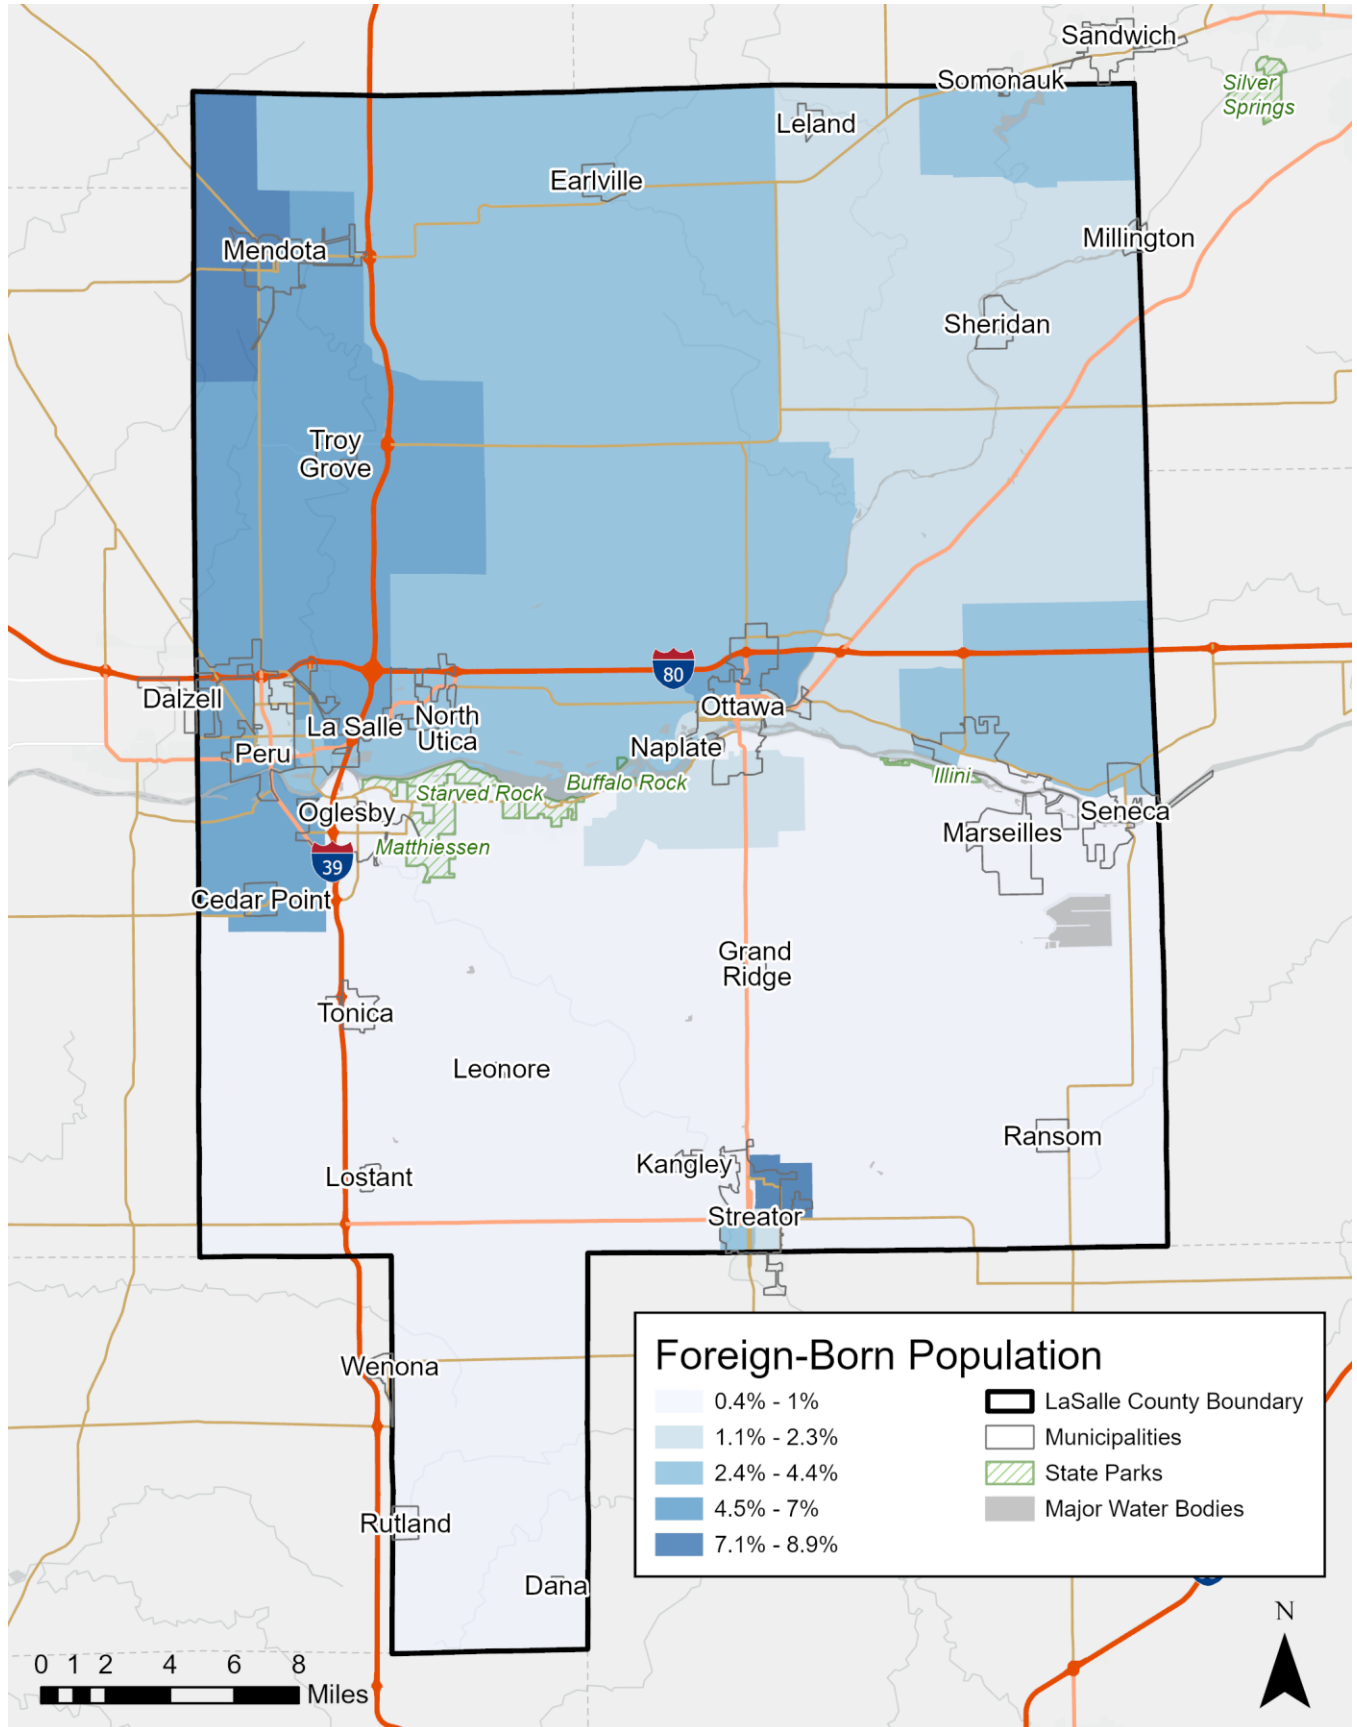 Sandwich
Somonauk
Silver
Springs
Leland
Earlville
Mendota
Millington
Sheridan
Troy
Grove
80
Dalzell
La Salle
North
Utica
Ottawa
Peru
Naplate
Buffalo Rock
Illini
Starved Rock
Oglesby
Seneca
Marseilles
Matthiessen
39
Cedar Point
Grand
Ridge
Tonica
Leonore
Ransom
Kangley
Lostant
Streator
Wenona
Rutland
Dana
Foreign-Born Population
0.4% - 1%
1.1% - 2.3%
2.4% - 4.4%
4.5% - 7%
7.1% - 8.9%
LaSalle County Boundary
Municipalities
State Parks
Major Water Bodies
N
0 1 2 4 6 8
Miles